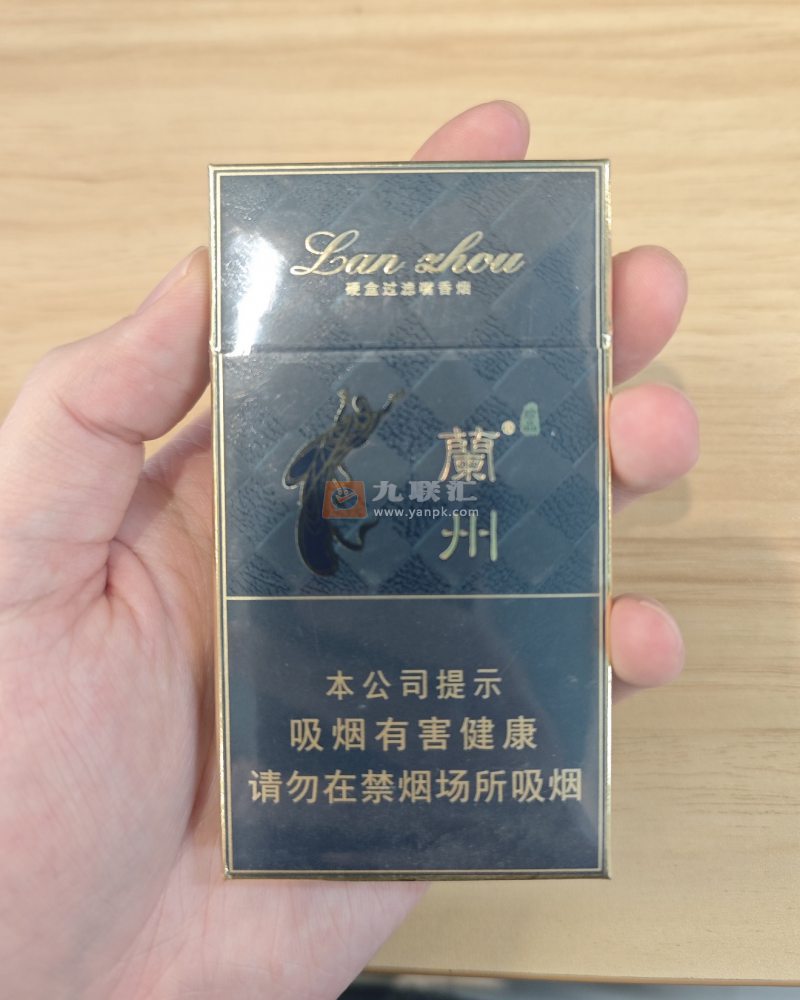 Lan zhou
硬盒过滤嘴香烟
蘭州
九联汇
www.yanpk.com
本公司提示
吸烟有害健康
请勿在禁烟场所吸烟